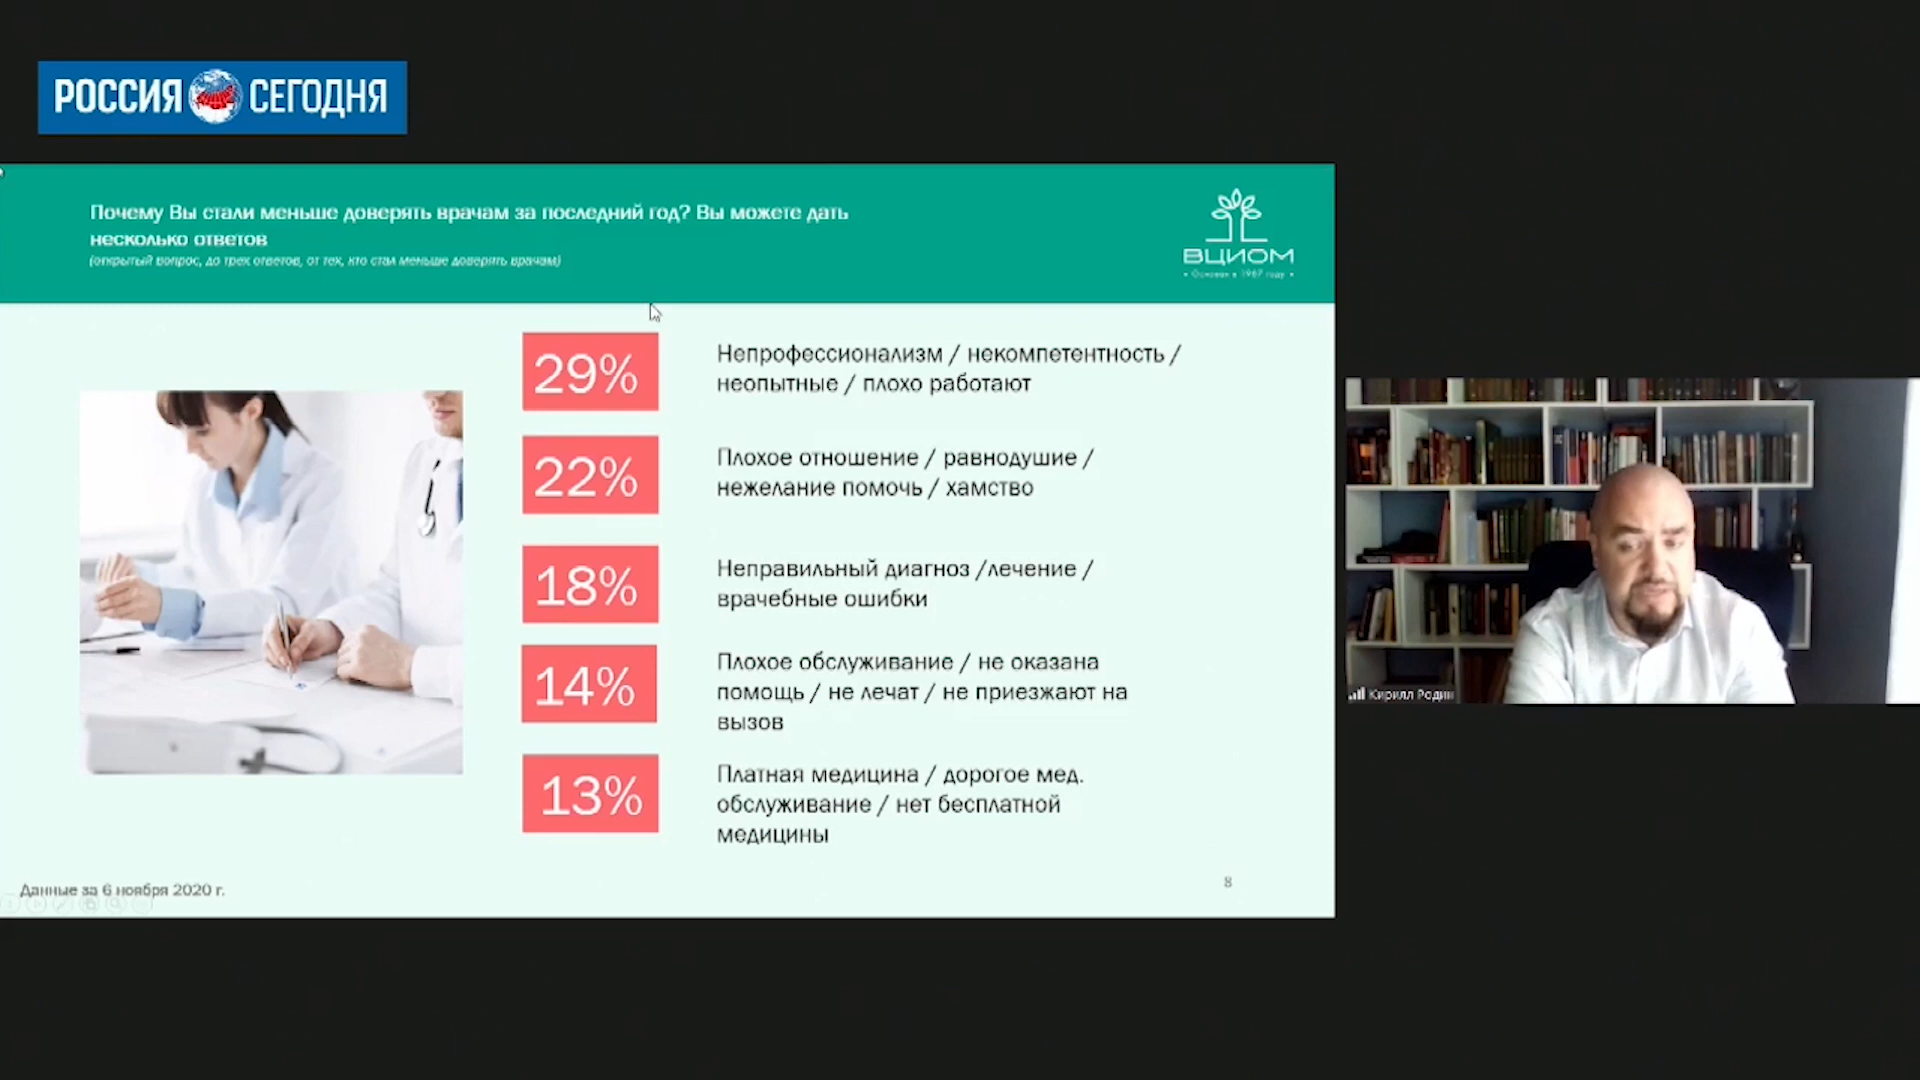 РОССИЯ СЕГОДНЯ
Почему Вы стали меньше доверять врачам за последний год? Вы можете дать
несколько ответов
(открытый вопрос, до трех ответов, от тех, кто стал меньше доверять врачам)
ВЦИОМ
• Основан в 1987 году •
29%
Непрофессионализм / некомпетентность /
неопытные / плохо работают
22%
Плохое отношение / равнодушие /
нежелание помочь / хамство
18%
Неправильный диагноз /лечение /
врачебные ошибки
14%
Плохое обслуживание / не оказана
помощь / не лечат / не приезжают на
вызов
13%
Платная медицина / дорогое мед.
обслуживание / нет бесплатной
медицины
Данные за 6 ноября 2020 г.
8
Кирилл Родин